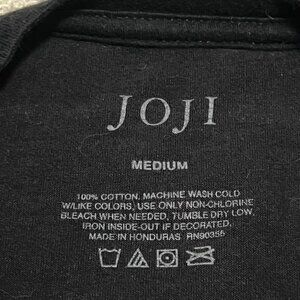 JOJI
MEDIUM
100% COTTON, MACHINE WASH COLD
W/LIKE COLORS, USE ONLY NON-CHLORINE
BLEACH WHEN NEEDED, TUMBLE DRY LOW,
IRON INSIDE-OUT IF DECORATED.
MADE IN HONDURAS RN90355